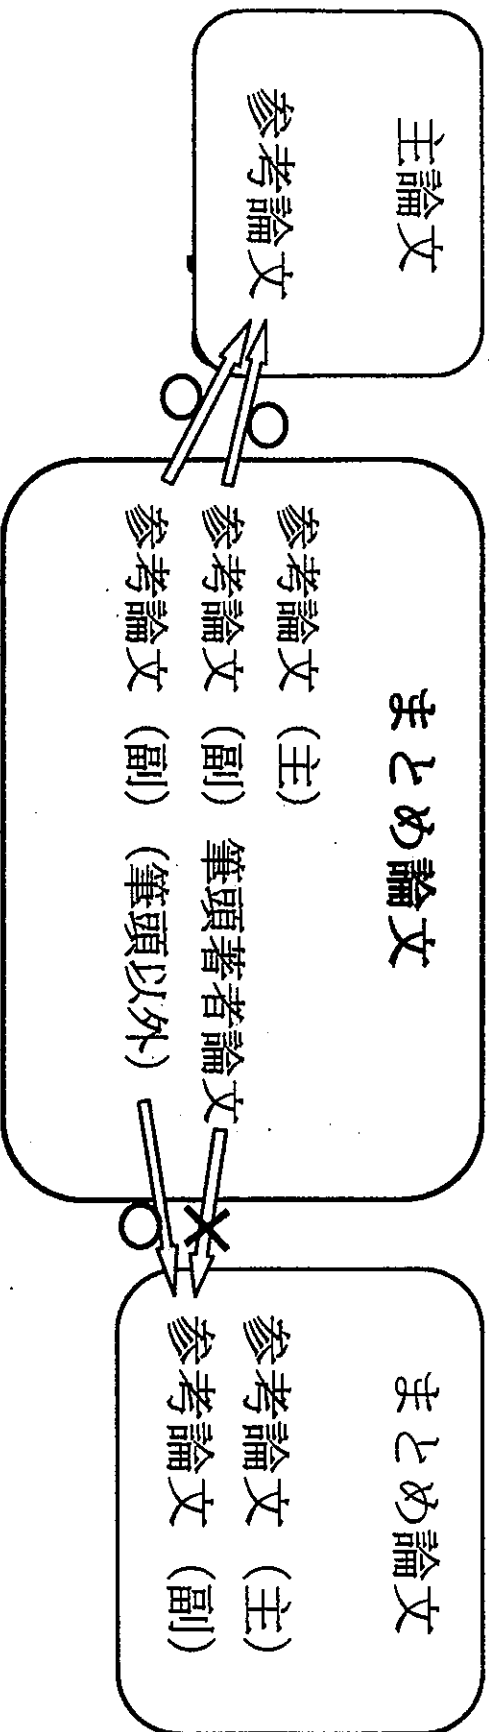 主論文
参考論文
○
○
まとめ論文
参考論文（主）
参考論文（副）筆頭著者論文
参考論文（副）（筆頭以外）
×
○
まとめ論文
参考論文（主）
参考論文（副）